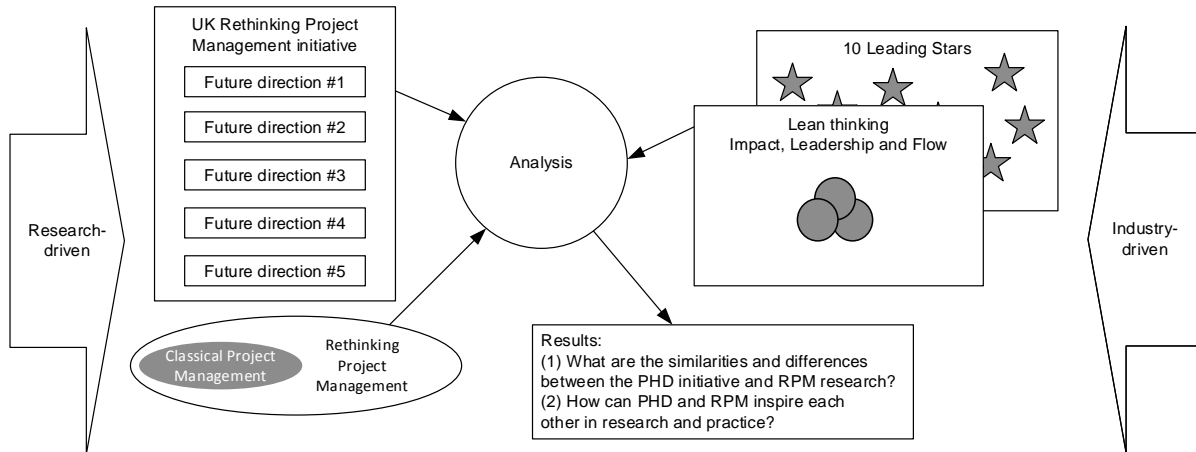 Research-
driven
UK Rethinking Project
Management initiative
Future direction #1
Future direction #2
Future direction #3
Future direction #4
Future direction #5
Classical Project
Management
Rethinking
Project
Management
Analysis
10 Leading Stars
Lean thinking
Impact, Leadership and Flow
Results:
(1) What are the similarities and differences
between the PHD initiative and RPM research?
(2) How can PHD and RPM inspire each
other in research and practice?
Industry-
driven